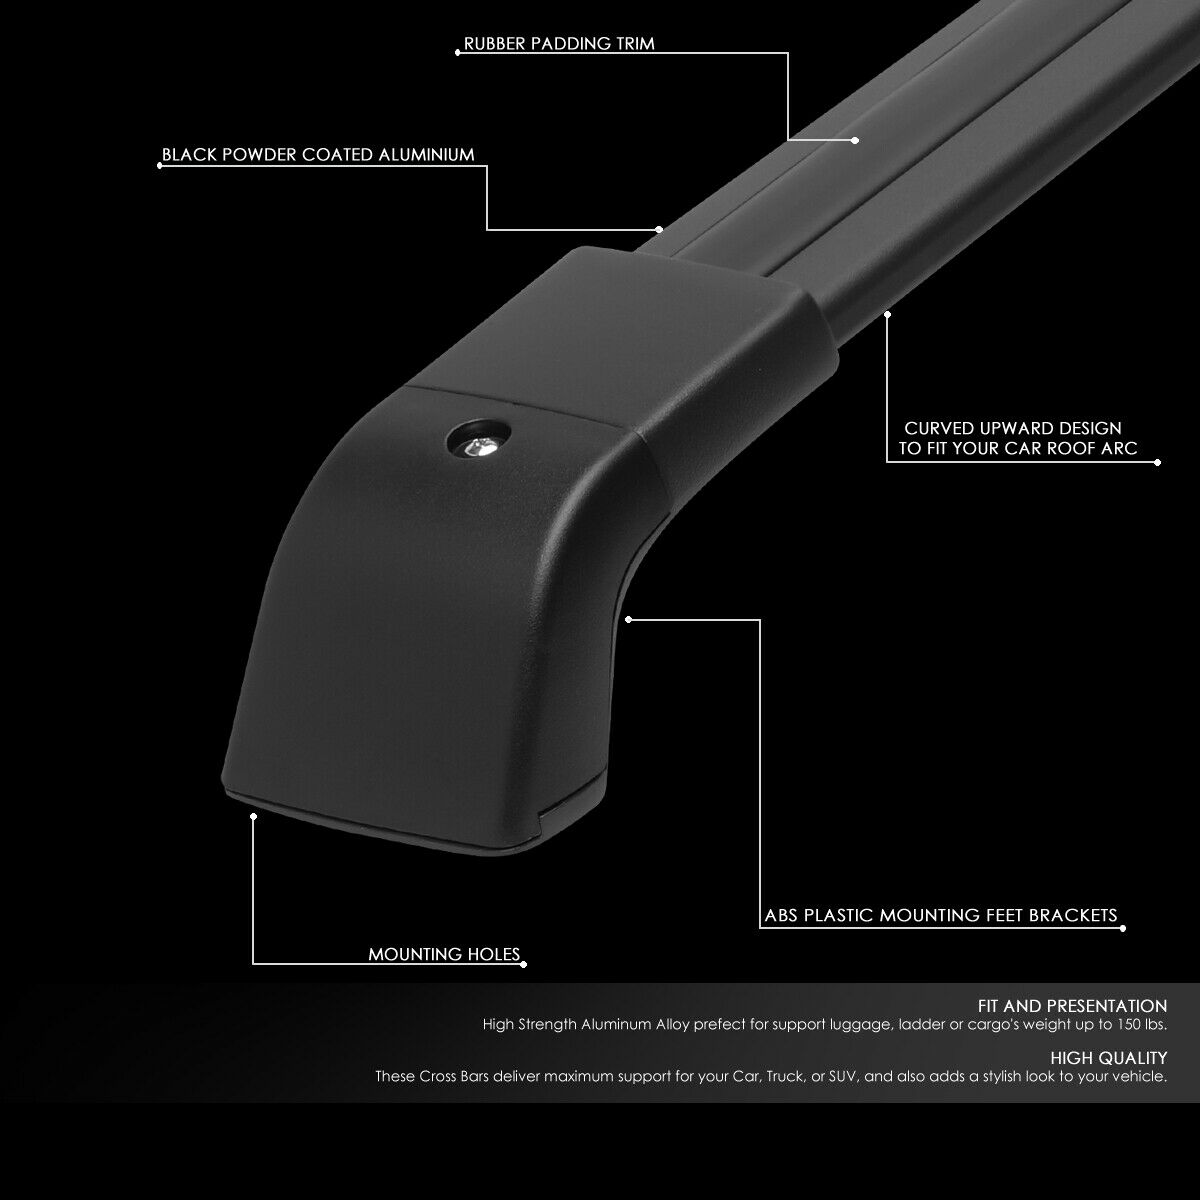 RUBBER PADDING TRIM
BLACK POWDER COATED ALUMINIUM
CURVED UPWARD DESIGN
TO FIT YOUR CAR ROOF ARC
ABS PLASTIC MOUNTING FEET BRACKETS
MOUNTING HOLES
FIT AND PRESENTATION
High Strength Aluminum Alloy prefect for support luggage, ladder or cargo's weight up to 150 lbs.
HIGH QUALITY
These Cross Bars deliver maximum support for your Car, Truck, or SUV, and also adds a stylish look to your vehicle.